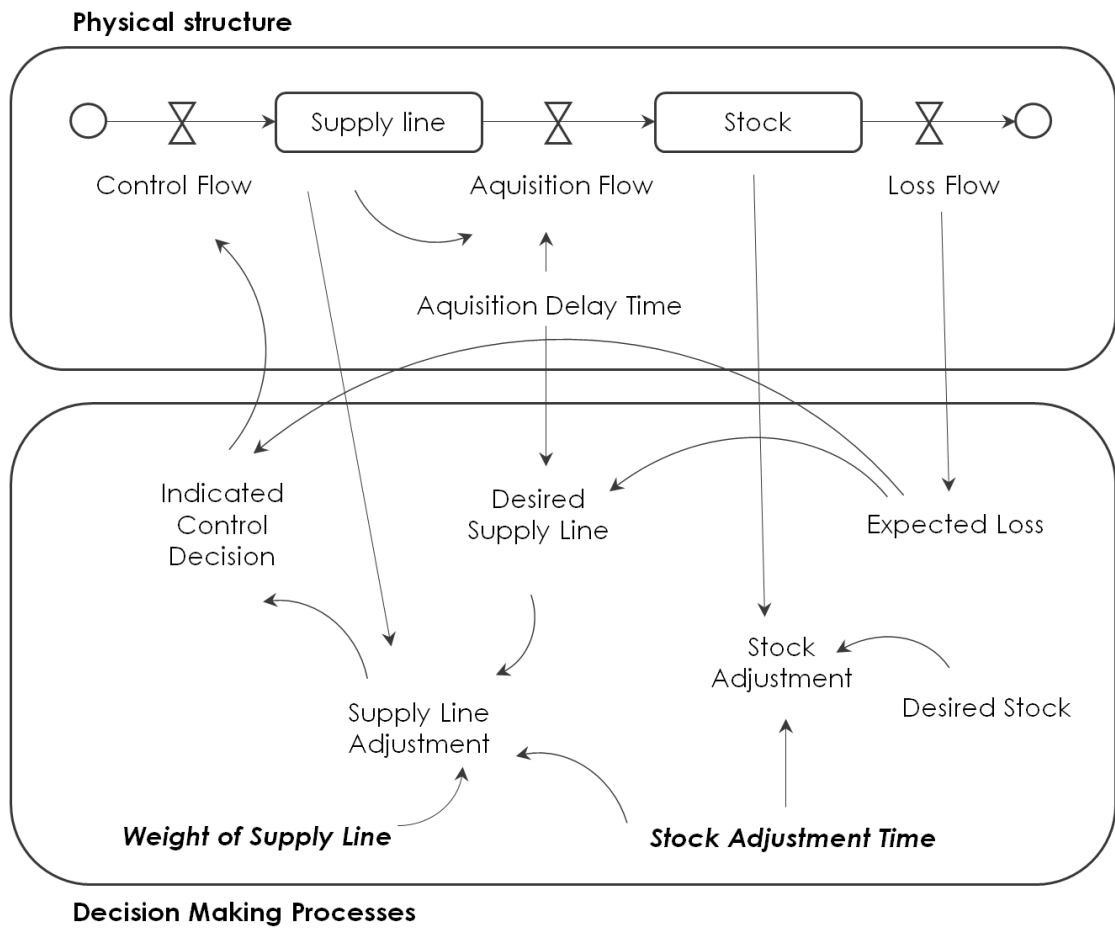 Physical structure
Supply line
Stock
Control Flow
Aquisition Flow
Loss Flow
Aquisition Delay Time
Indicated
Control
Decision
Desired
Supply Line
Expected Loss
Stock
Adjustment
Desired Stock
Supply Line
Adjustment
Weight of Supply Line
Stock Adjustment Time
Decision Making Processes